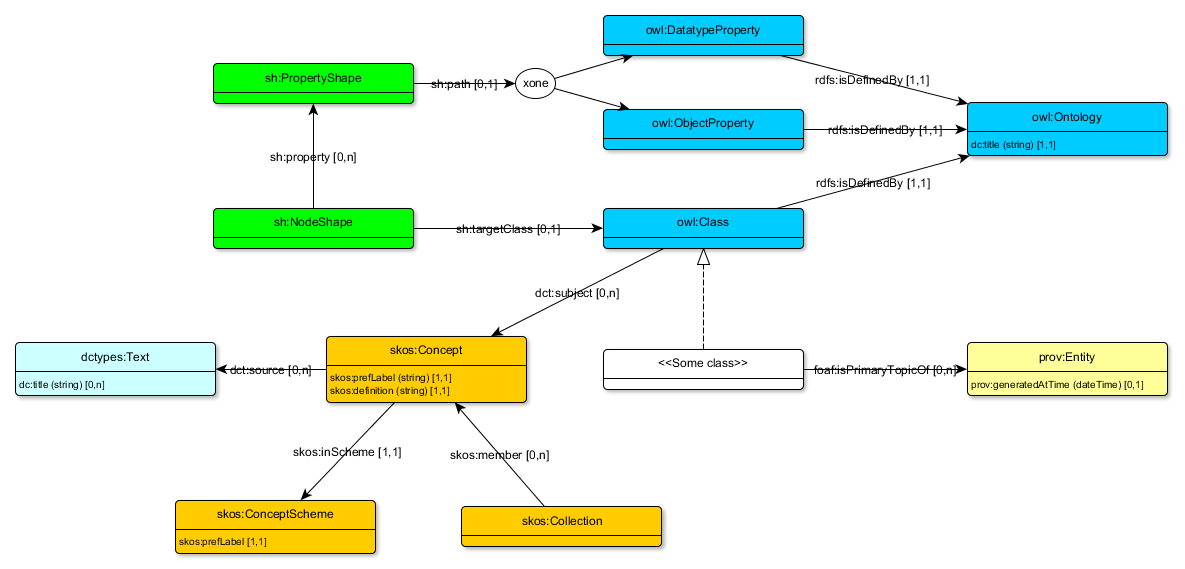 owl:DatatypeProperty
sh:PropertyShape
sh:path [0,1]
xone
rdfs:isDefinedBy [1,1]
owl:ObjectProperty
rdfs:isDefinedBy [1,1]
owl:Ontology
dc:title (string) [1,1]
sh:property [0,n]
rdfs:isDefinedBy [1,1]
sh:NodeShape
sh:targetClass [0,1]
owl:Class
dct:subject [0,n]
dctypes:Text
dc:title (string) [0,n]
dct:source [0,n]
skos:Concept
skos:prefLabel (string) [1,1]
skos:definition (string) [1,1]
<<Some class>>
foaf:isPrimaryTopicOf [0,n]
prov:Entity
prov:generatedAtTime (dateTime) [0,1]
skos:inScheme [1,1]
skos:member [0,n]
skos:ConceptScheme
skos:prefLabel [1,1]
skos:Collection